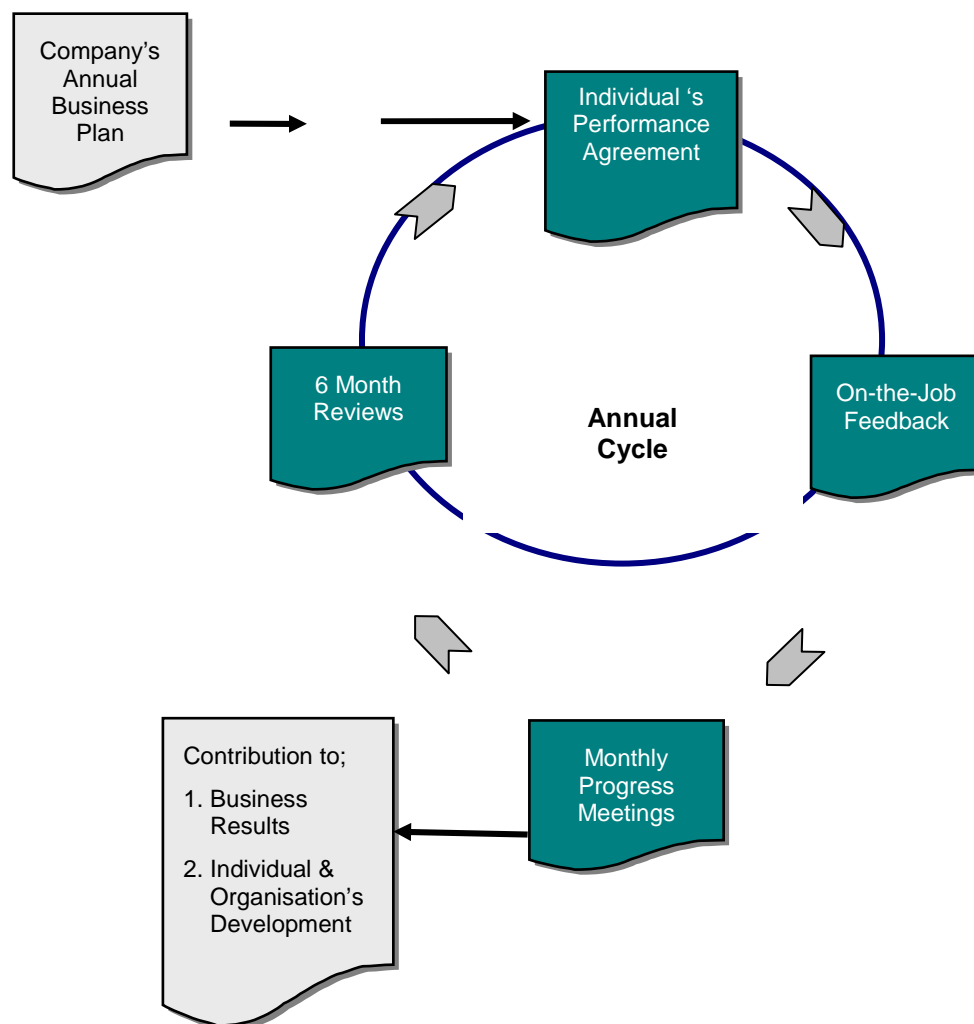 Company’s
Annual
Business
Plan
Individual ‘s
Performance
Agreement
6 Month
Reviews
Annual
Cycle
On-the-Job
Feedback
Contribution to;
1. Business
Results
2. Individual &
Organisation’s
Development
Monthly
Progress
Meetings